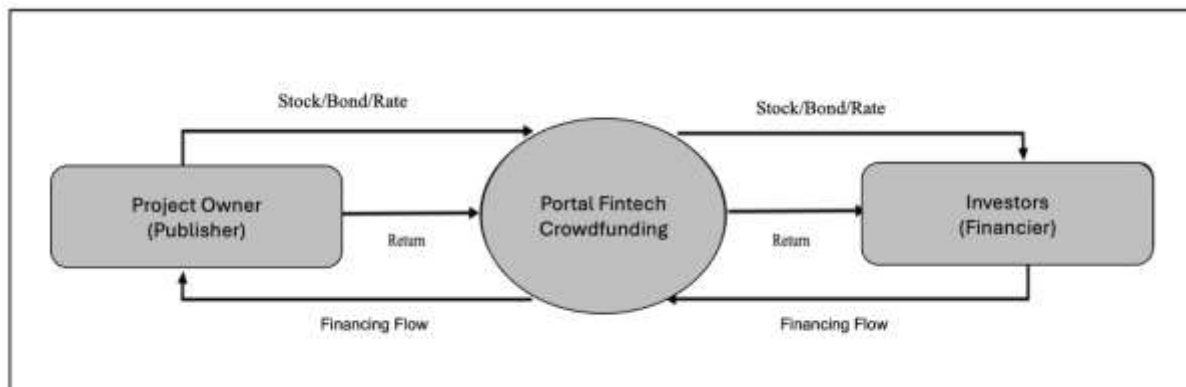 Stock/Bond/Rate
Stock/Bond/Rate
Project Owner
(Publisher)
Return
Portal Fintech
Crowdfunding
Return
Investors
(Financier)
Financing Flow
Financing Flow